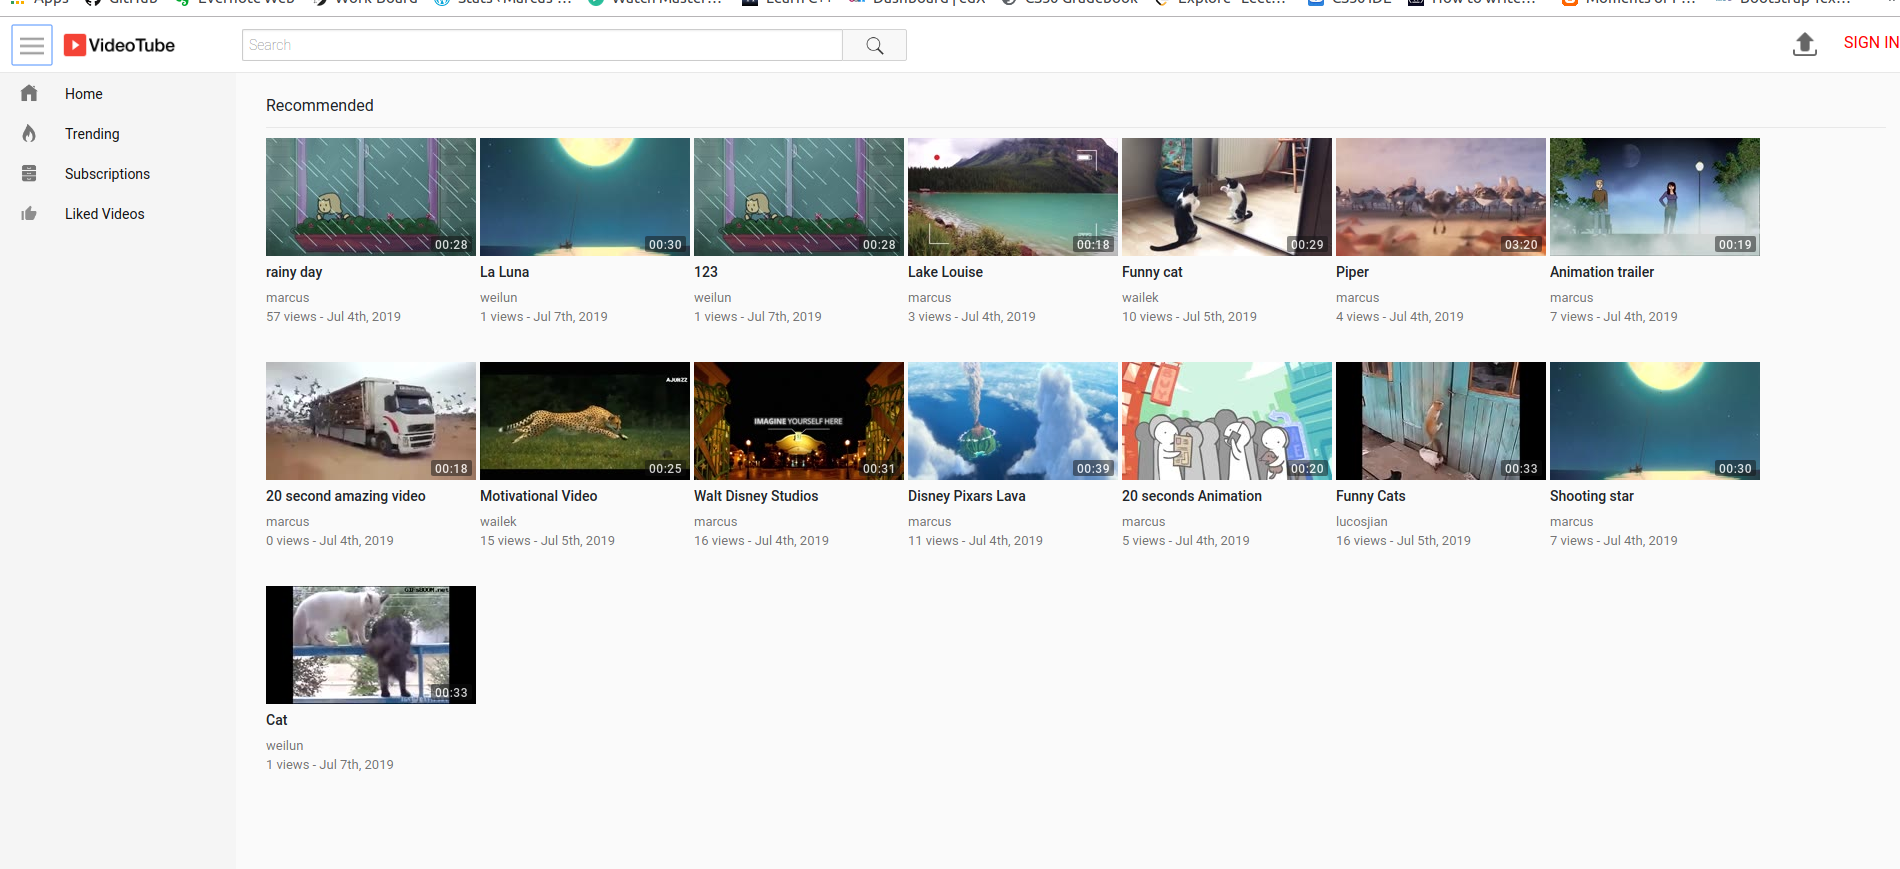 Apps GitHub Evernote Web Work Board Stats ‹ Marcus Watch Master… Learn C++ Dashboard | edX CS50 Gradebook Explore - Leet… CS50 IDE How to write… Moments of P… Bootstrap Tex…
VideoTube
Search
SIGN IN
Home
Trending
Subscriptions
Liked Videos
Recommended
00:28 00:30 00:28 00:18 00:29 03:20 00:19
rainy day La Luna 123 Lake Louise Funny cat Piper Animation trailer
marcus weilun weilun marcus wailek marcus marcus
57 views - Jul 4th, 2019 1 views - Jul 7th, 2019 1 views - Jul 7th, 2019 3 views - Jul 4th, 2019 10 views - Jul 5th, 2019 4 views - Jul 4th, 2019 7 views - Jul 4th, 2019
AJUBZZ
IMAGINE YOURSELF HERE
00:18 00:25 00:31 00:39 00:20 00:33 00:30
20 second amazing video Motivational Video Walt Disney Studios Disney Pixars Lava 20 seconds Animation Funny Cats Shooting star
marcus wailek marcus marcus marcus lucosjian marcus
0 views - Jul 4th, 2019 15 views - Jul 5th, 2019 16 views - Jul 4th, 2019 11 views - Jul 4th, 2019 5 views - Jul 4th, 2019 16 views - Jul 5th, 2019 7 views - Jul 4th, 2019
GIFsBOOM.net
00:33
Cat
weilun
1 views - Jul 7th, 2019